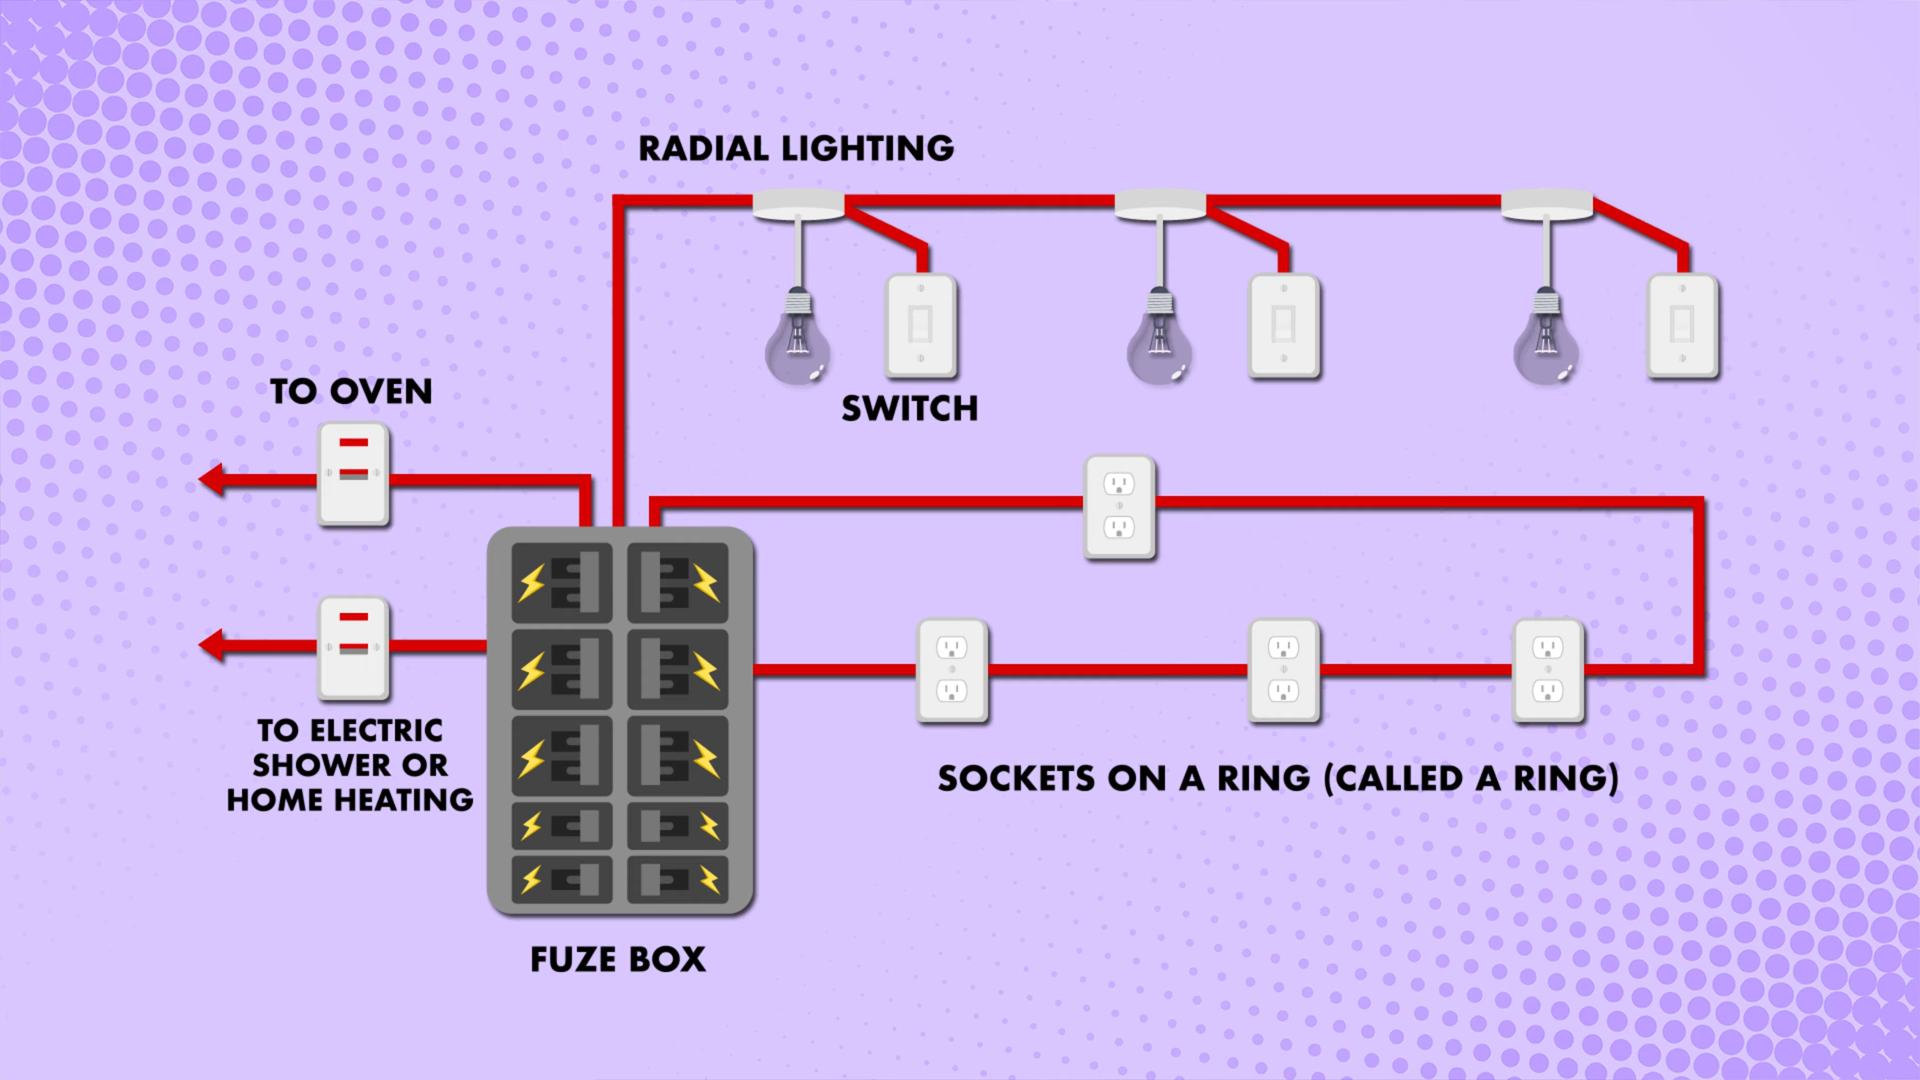 RADIAL LIGHTING
SWITCH
TO OVEN
TO ELECTRIC
SHOWER OR
HOME HEATING
SOCKETS ON A RING (CALLED A RING)
FUZE BOX